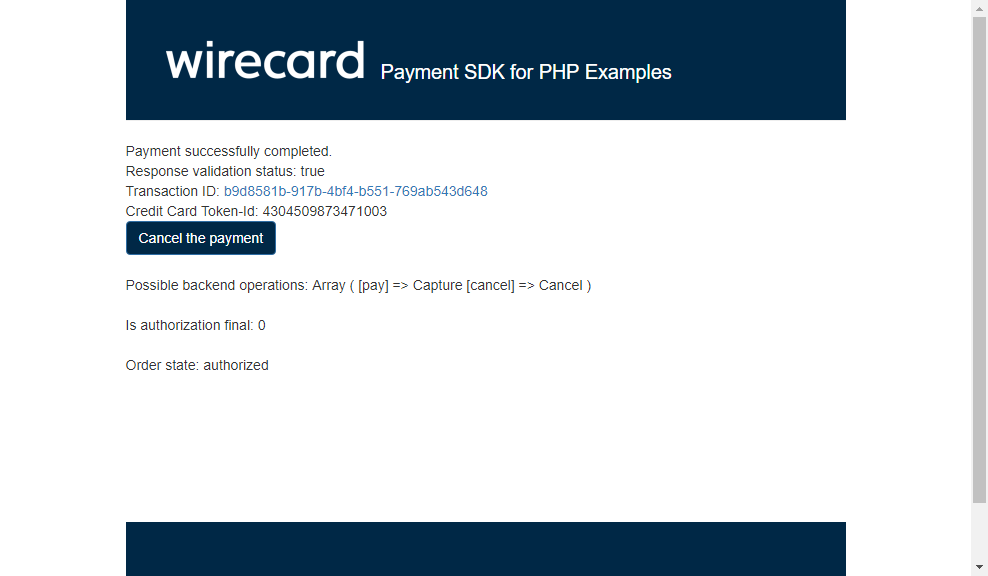 wirecard Payment SDK for PHP Examples
Payment successfully completed.
Response validation status: true
Transaction ID: b9d8581b-917b-4bf4-b551-769ab543d648
Credit Card Token-Id: 4304509873471003
Cancel the payment
Possible backend operations: Array ( [pay] => Capture [cancel] => Cancel )
Is authorization final: 0
Order state: authorized